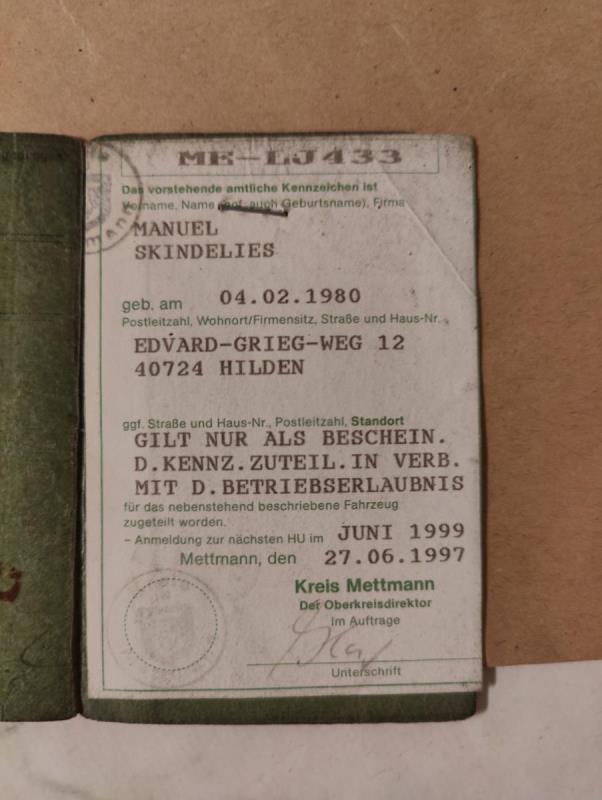 ME-LJ433
Das vorstehende amtliche Kennzeichen ist
Vorname, Name (ggf. auch Geburtsname), Firma
MANUEL
SKINDELIES
geb. am 04.02.1980
Postleitzahl, Wohnort/Firmensitz, Straße und Haus-Nr.
EDVARD-GRIEG-WEG 12
40724 HILDEN
ggf. Straße und Haus-Nr., Postleitzahl, Standort
GILT NUR ALS BESCHEIN.
D.KENNZ.ZUTEIL.IN VERB.
MIT D.BETRIEBSERLAUBNIS
für das nebenstehend beschriebene Fahrzeug
zugeteilt worden.
– Anmeldung zur nächsten HU im JUNI 1999
Mettmann, den 27.06.1997
Kreis Mettmann
Der Oberkreisdirektor
Im Auftrage
Unterschrift